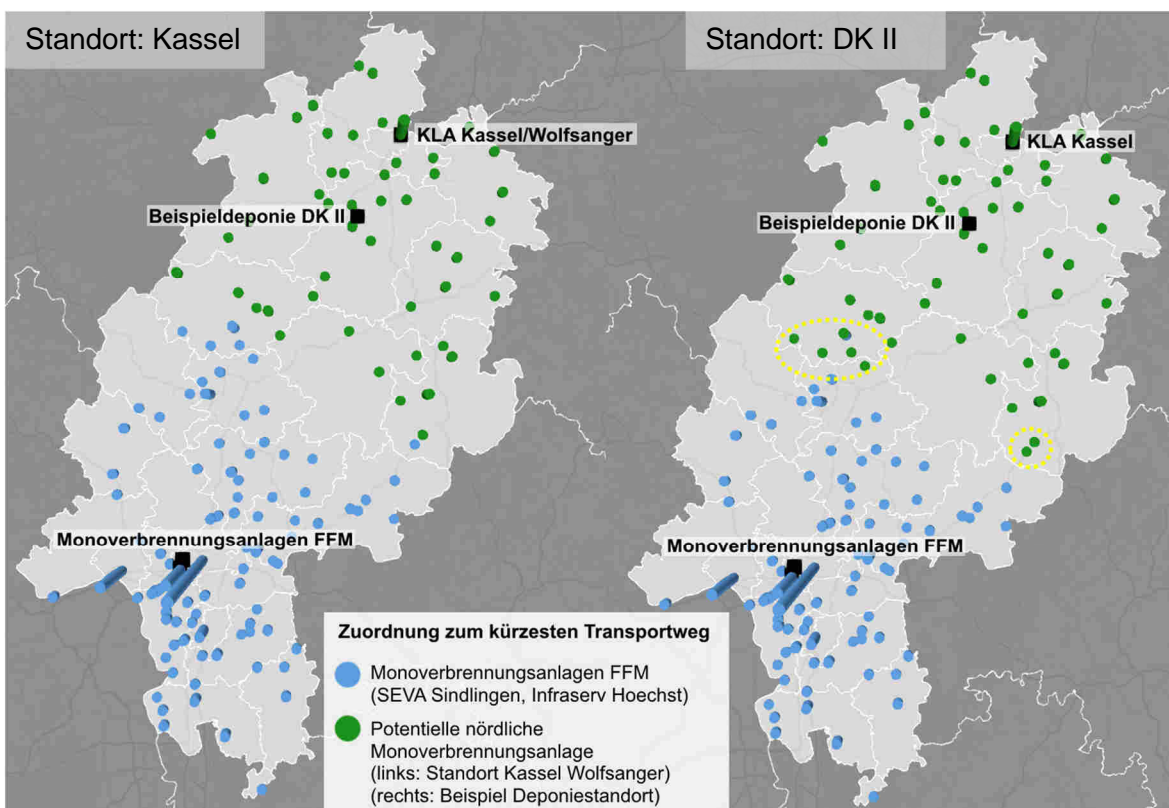 Standort: Kassel
KLA Kassel/Wolfsanger
Beispieldeponie DK II
Monoverbrennungsanlagen FFM
Standort: DK II
KLA Kassel
Beispieldeponie DK II
Monoverbrennungsanlagen FFM
Zuordnung zum kürzesten Transportweg
Monoverbrennungsanlagen FFM
(SEVA Sindlingen, Infraserv Hoechst)
Potentielle nördliche
Monoverbrennungsanlage
(links: Standort Kassel Wolfsanger)
(rechts: Beispiel Deponiestandort)